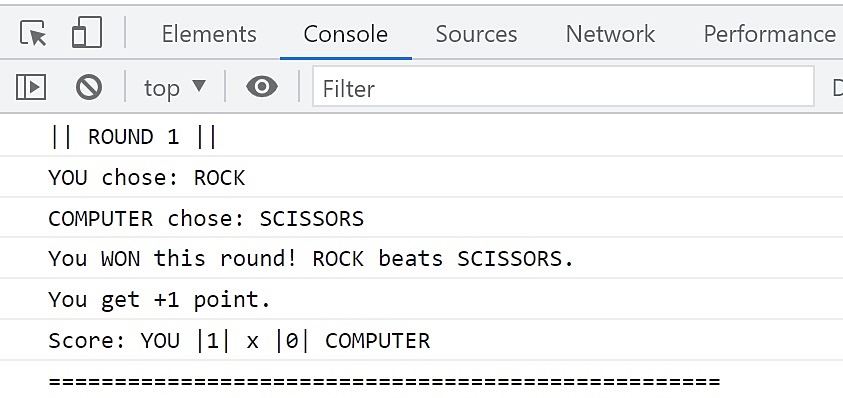 Elements Console Sources Network Performance
top Filter
|| ROUND 1 ||
YOU chose: ROCK
COMPUTER chose: SCISSORS
You WON this round! ROCK beats SCISSORS.
You get +1 point.
Score: YOU |1| x |0| COMPUTER
===================================================